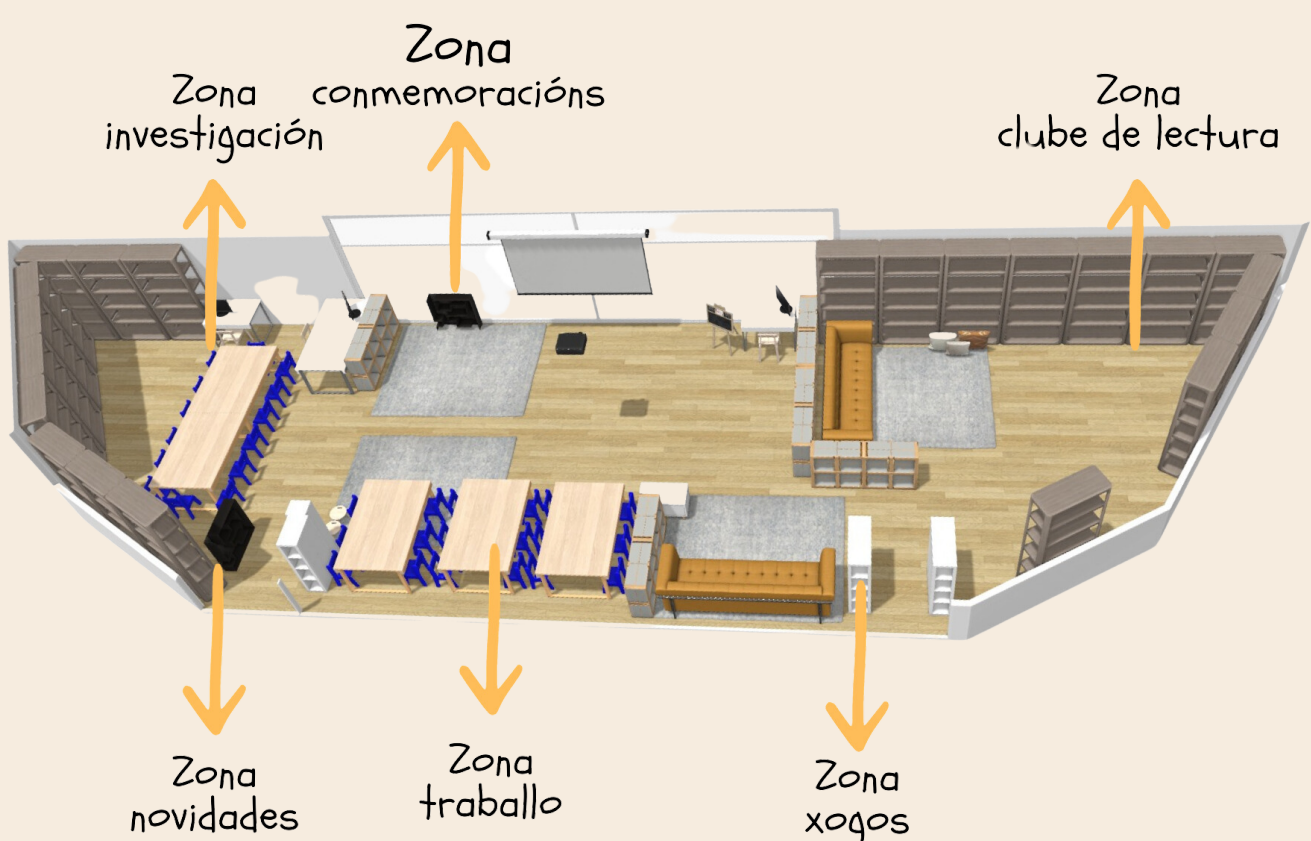 Zona
conmemoracións
Zona
investigación
Zona
clube de lectura
Zona
novidades
Zona
traballo
Zona
xogos